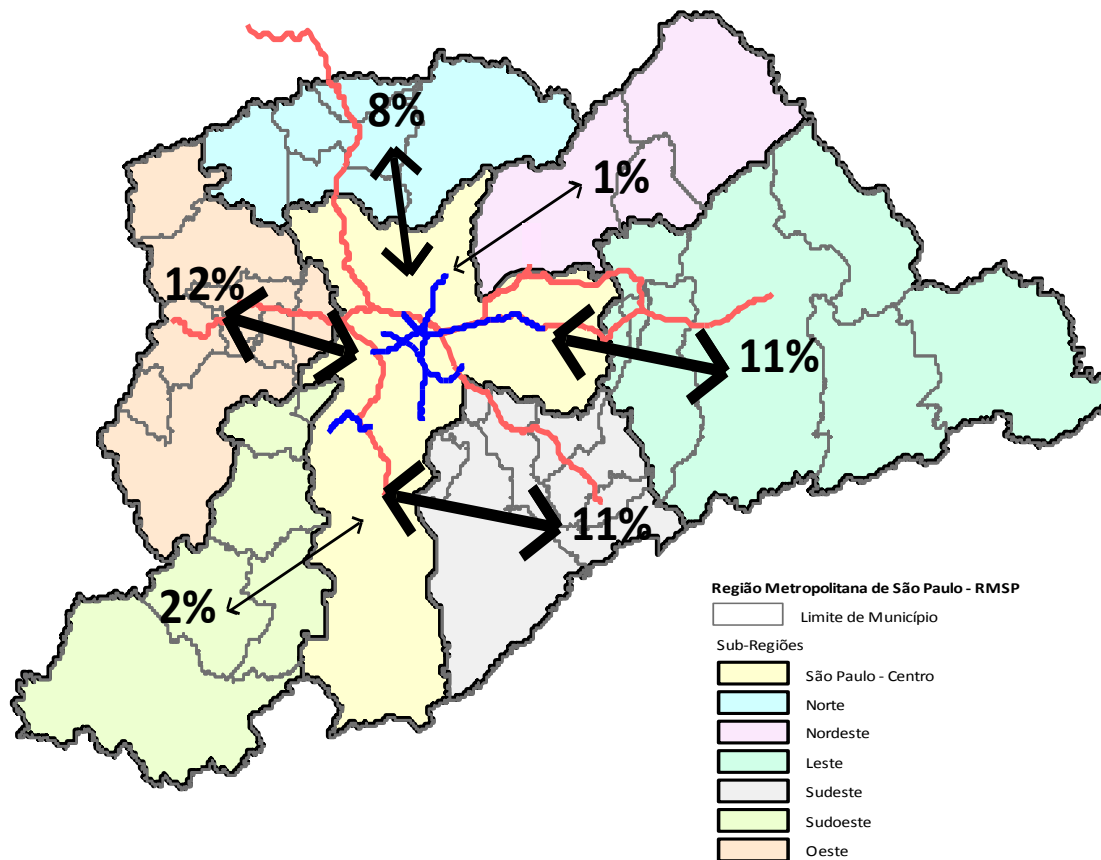 8%
1%
12%
11%
11%
2%
Região Metropolitana de São Paulo - RMSP
Limite de Município
Sub-Regiões
São Paulo - Centro
Norte
Nordeste
Leste
Sudeste
Sudoeste
Oeste